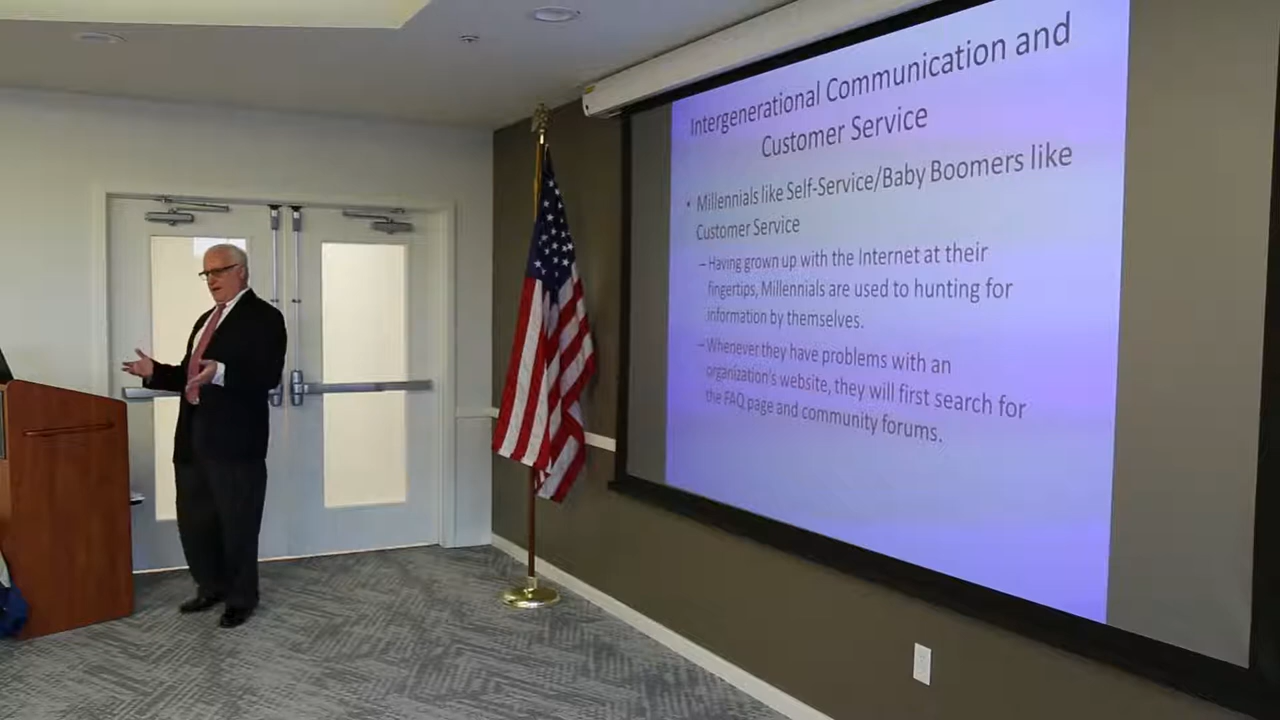 Intergenerational Communication and
Customer Service
• Millennials like Self-Service/Baby Boomers like
Customer Service
– Having grown up with the Internet at their
fingertips, Millennials are used to hunting for
information by themselves.
– Whenever they have problems with an
organization's website, they will first search for
the FAQ page and community forums.